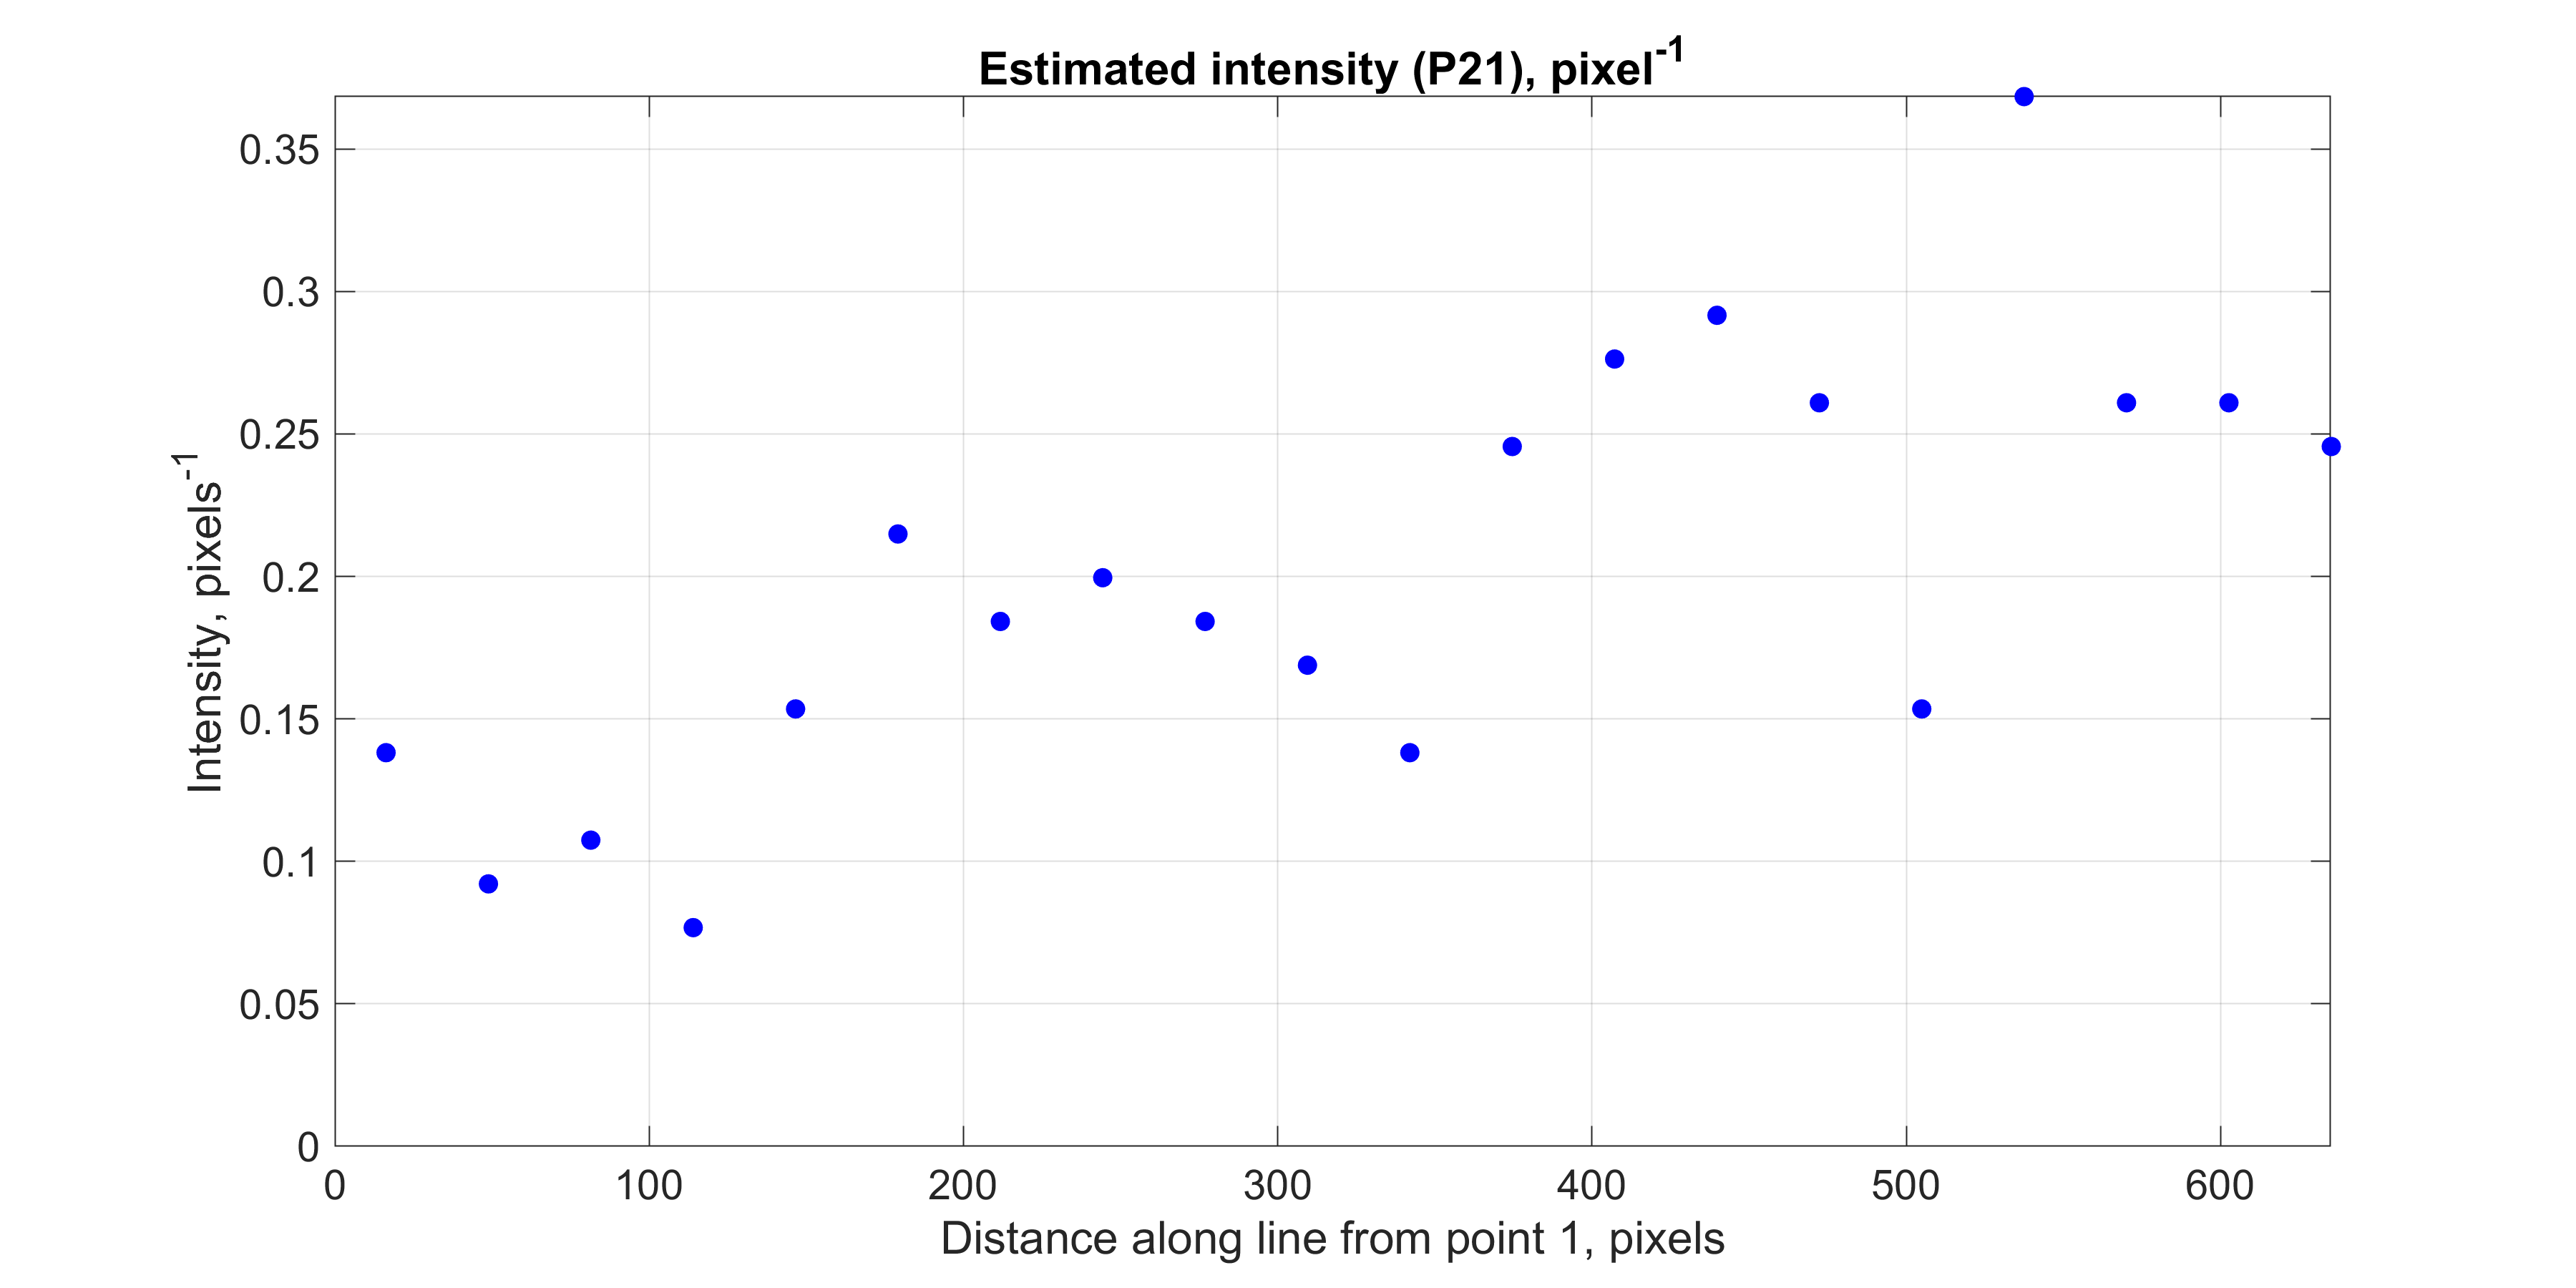 Estimated intensity (P21), pixel-1
Intensity, pixels-1
0.35
0.3
0.25
0.2
0.15
0.1
0.05
0
0 100 200 300 400 500 600
Distance along line from point 1, pixels